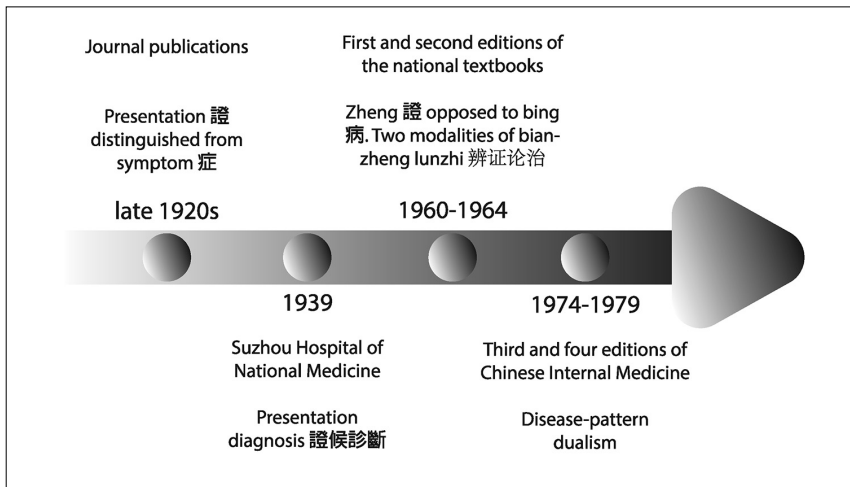 Journal publications
Presentation 證
distinguished from
symptom 症
late 1920s
First and second editions of
the national textbooks
Zheng 證 opposed to bing
病. Two modalities of bian-
zheng lunzhi 辨证论治
1960-1964
1939
Suzhou Hospital of
National Medicine
Presentation
diagnosis 證候診斷
1974-1979
Third and four editions of
Chinese Internal Medicine
Disease-pattern
dualism